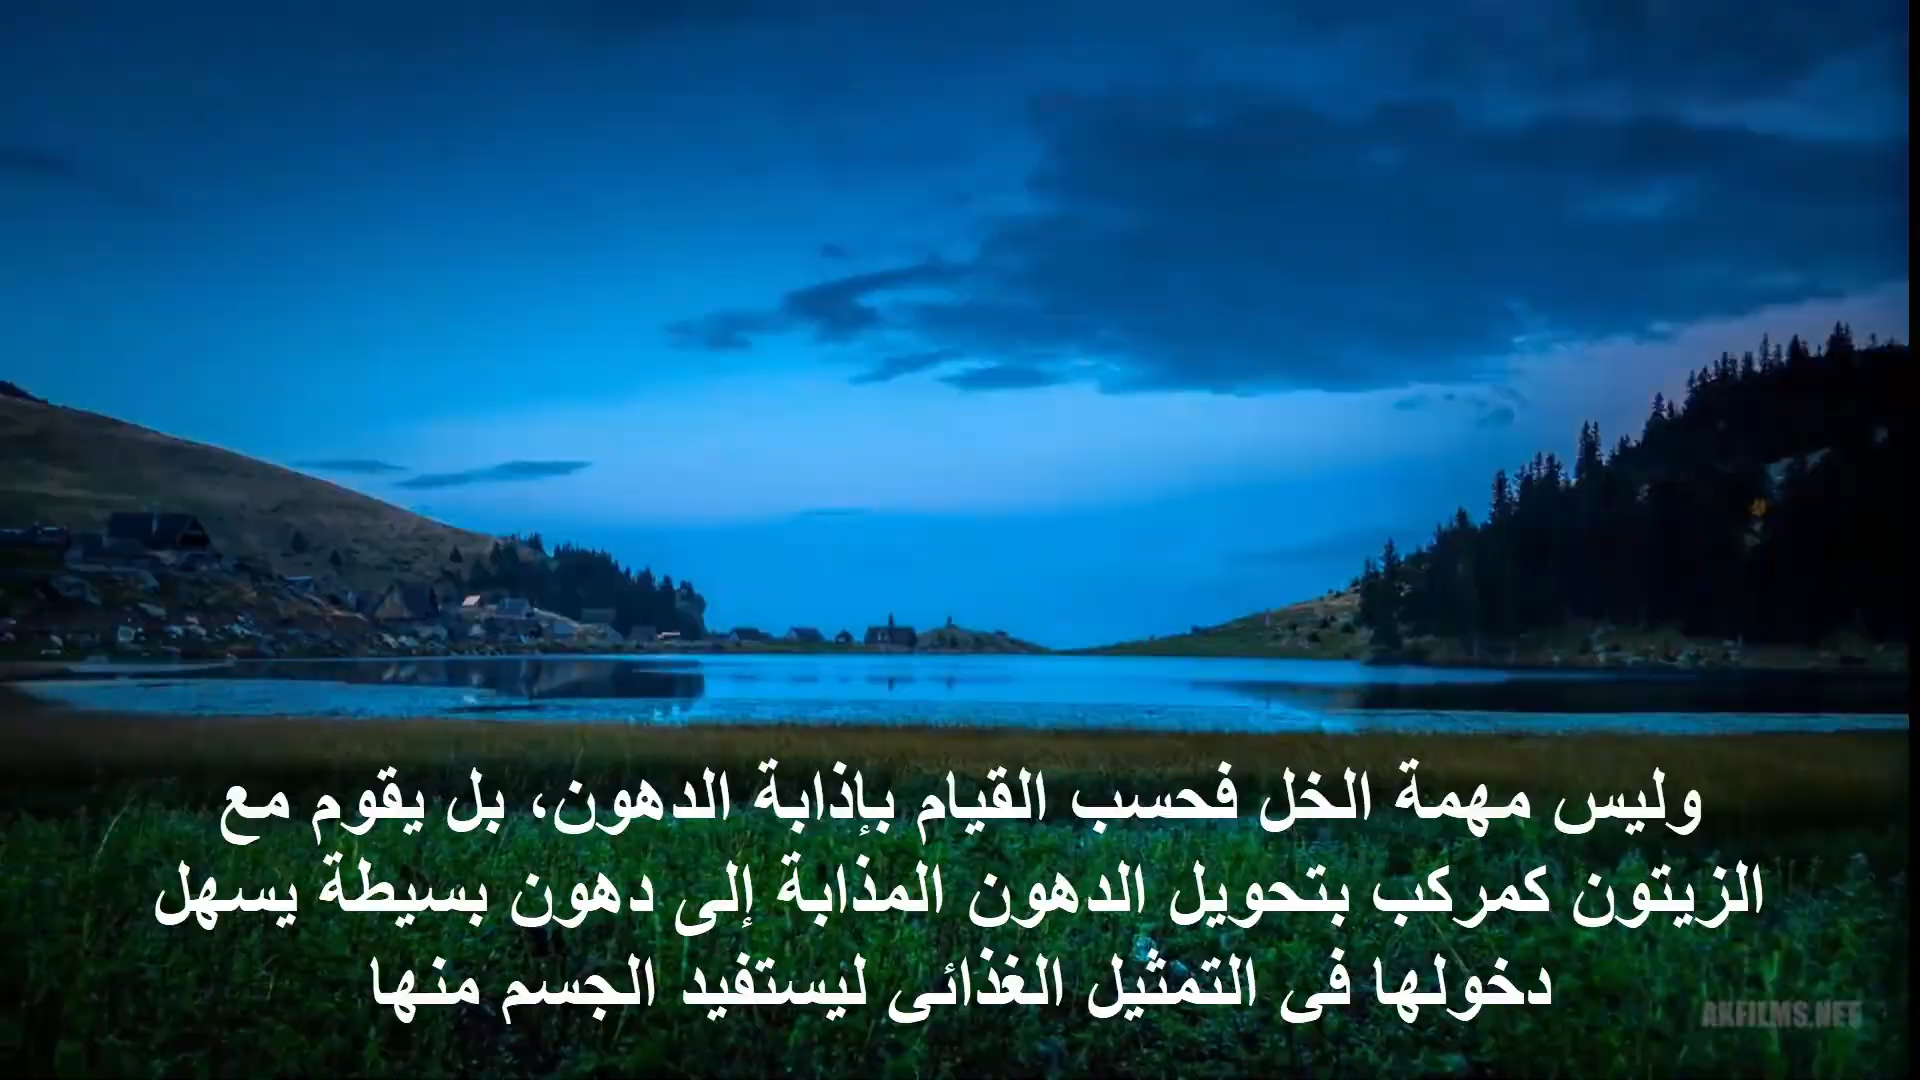 وليس مهمة الخل فحسب القيام بإذابة الدهون، بل يقوم مع
الزيتون كمركب بتحويل الدهون المذابة إلى دهون بسيطة يسهل
دخولها فى التمثيل الغذائى ليستفيد الجسم منها
AKFILMS.NET